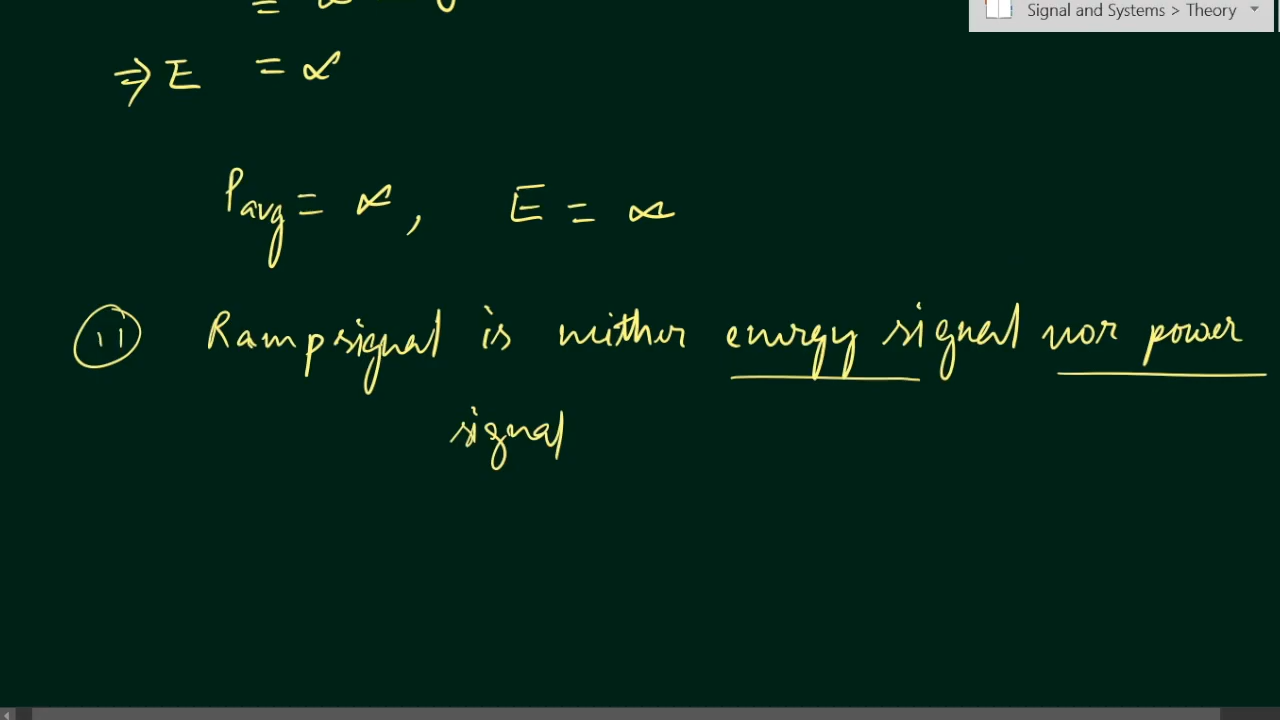 Signal and Systems > Theory
⇒ E = ∝
Pavg = ∝, E = ∝
(11) Ramp signal is neither energy signal nor power
signal